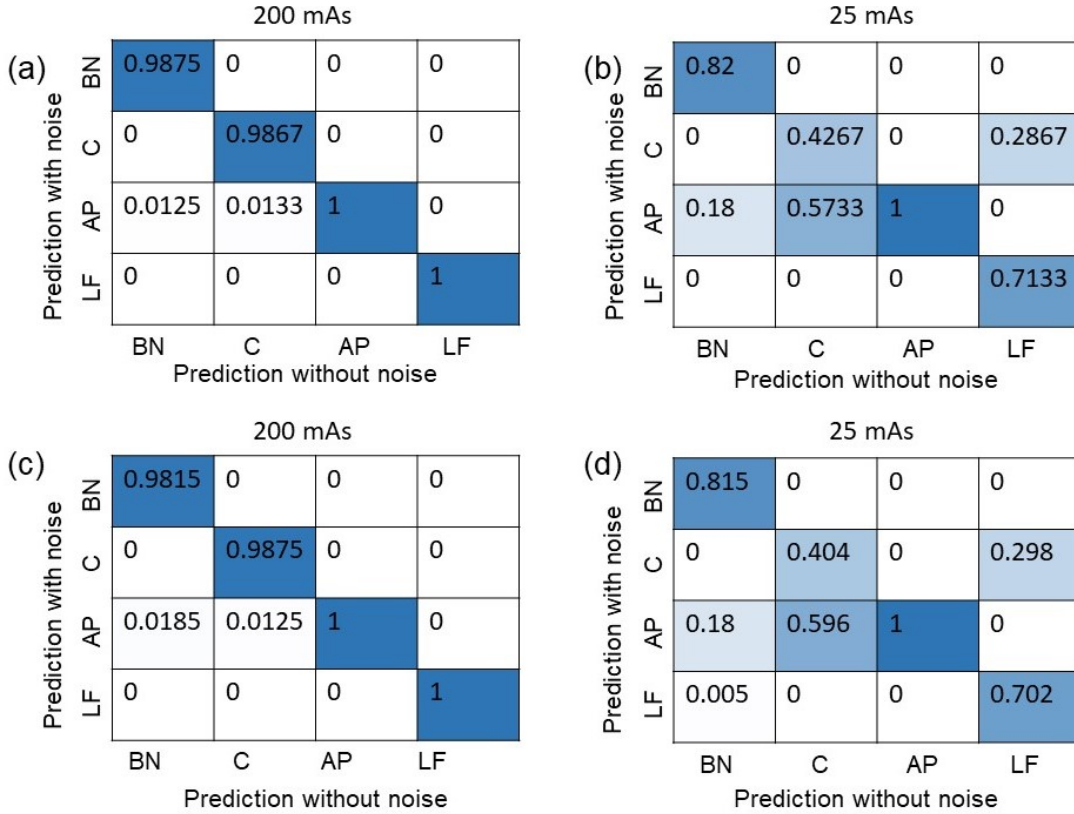 200 mAs
25 mAs
(a)
(b)
Prediction with noise
BN
0.9875 0 0 0
C
0 0.9867 0 0
AP
0.0125 0.0133 1 0
LF
0 0 0 1
BN C AP LF
Prediction without noise
Prediction with noise
BN
0.82 0 0 0
C
0 0.4267 0 0.2867
AP
0.18 0.5733 1 0
LF
0 0 0 0.7133
BN C AP LF
Prediction without noise
200 mAs
25 mAs
(c)
(d)
Prediction with noise
BN
0.9815 0 0 0
C
0 0.9875 0 0
AP
0.0185 0.0125 1 0
LF
0 0 0 1
BN C AP LF
Prediction without noise
Prediction with noise
BN
0.815 0 0 0
C
0 0.404 0 0.298
AP
0.18 0.596 1 0
LF
0.005 0 0 0.702
BN C AP LF
Prediction without noise